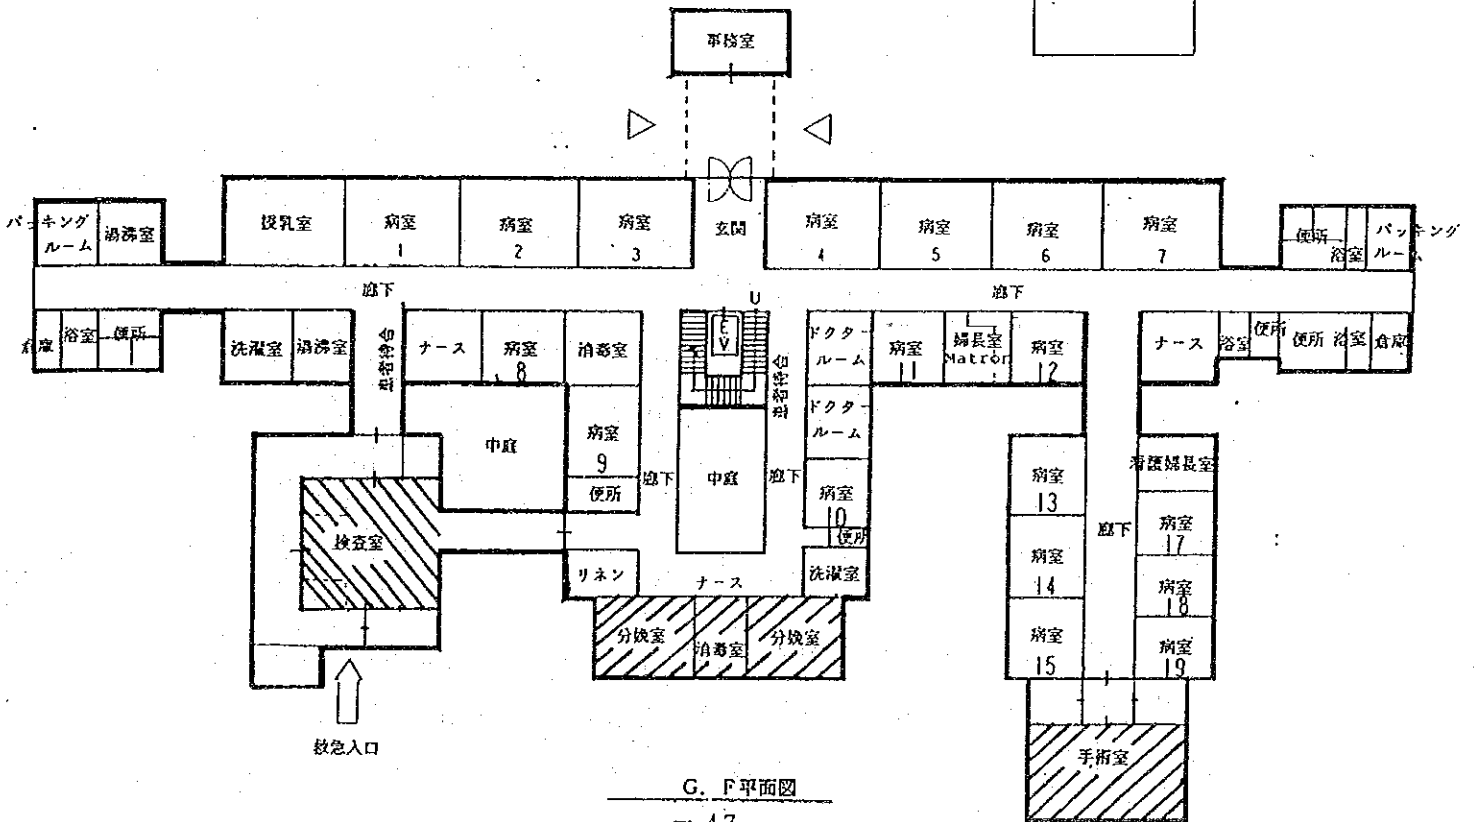 事務室
授乳室
病室
1
病室
2
病室
3
玄関
病室
4
病室
5
病室
6
病室
7
パッキング
ルーム
湯沸室
便所
浴室
パッキング
ルーム
廊下
廊下
U
倉庫
浴室
便所
洗濯室
湯沸室
患者待合
ナース
病室
8
消毒室
E
V
患者待合
ドクター
ルーム
病室
11
婦長室
Matron
病室
12
ナース
浴室
便所
便所
浴室
倉庫
中庭
病室
9
便所
廊下
中庭
廊下
ドクター
ルーム
病室
10
便所
病室
13
看護婦長室
廊下
病室
17
検査室
リネン
ナース
洗濯室
病室
14
病室
18
分娩室
消毒室
分娩室
病室
15
病室
19
救急入口
手術室
G. F平面図
47